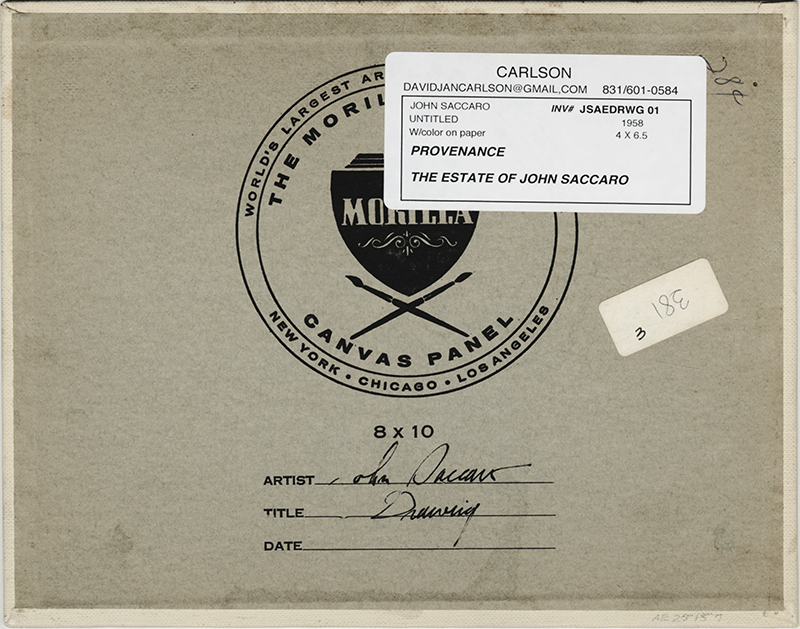 CARLSON
DAVIDJANCARLSON@GMAIL,COM 831/601-0584
JOHN SACCARO INV# JSAEDRWG 01
UNTITLED 1958
W/color on paper 4 X 6.5
PROVENANCE
THE ESTATE OF JOHN SACCARO
WORLD'S LARGEST AR
THE MORIL
MORILLA
CANVAS PANEL
NEW YORK • CHICAGO • LOS ANGELES
3
8 x 10
ARTIST John Saccaro
TITLE Drawing
DATE